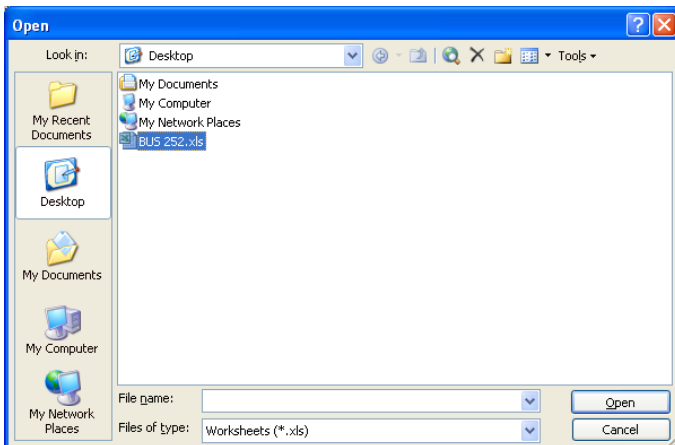 Open
Look in:
Desktop
Tools
My Documents
My Computer
My Network Places
BUS 252.xls
My Recent
Documents
Desktop
My Documents
My Computer
My Network
Places
File name:
Open
Files of type:
Worksheets (*.xls)
Cancel